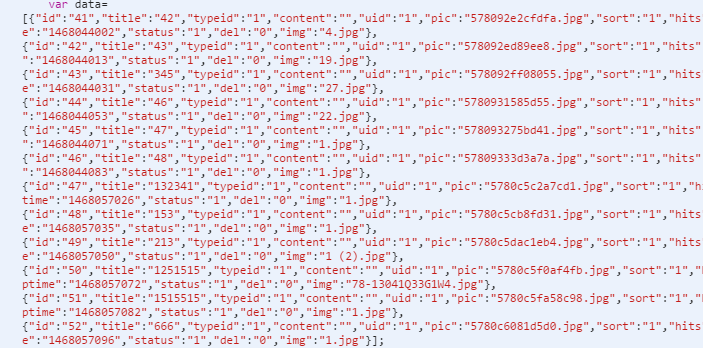 var data=
[{"id":"41","title":"42","typeid":"1","content":"","uid":"1","pic":"578092e2cfdfa.jpg","sort":"1","hits
e":"1468044002","status":"1","del":"0","img":"4.jpg"},
{"id":"42","title":"43","typeid":"1","content":"","uid":"1","pic":"578092ed89ee8.jpg","sort":"1","hits"
":"1468044013","status":"1","del":"0","img":"19.jpg"},
{"id":"43","title":"345","typeid":"1","content":"","uid":"1","pic":"578092ff08055.jpg","sort":"1","hits
e":"1468044031","status":"1","del":"0","img":"27.jpg"},
{"id":"44","title":"46","typeid":"1","content":"","uid":"1","pic":"5780931585d55.jpg","sort":"1","hits"
":"1468044053","status":"1","del":"0","img":"22.jpg"},
{"id":"45","title":"47","typeid":"1","content":"","uid":"1","pic":"578093275bd41.jpg","sort":"1","hits"
":"1468044071","status":"1","del":"0","img":"1.jpg"},
{"id":"46","title":"48","typeid":"1","content":"","uid":"1","pic":"57809333d3a7a.jpg","sort":"1","hits"
":"1468044083","status":"1","del":"0","img":"1.jpg"},
{"id":"47","title":"132341","typeid":"1","content":"","uid":"1","pic":"5780c5c2a7cd1.jpg","sort":"1","h
time":"1468057026","status":"1","del":"0","img":"1.jpg"},
{"id":"48","title":"153","typeid":"1","content":"","uid":"1","pic":"5780c5cb8fd31.jpg","sort":"1","hits
e":"1468057035","status":"1","del":"0","img":"1.jpg"},
{"id":"49","title":"213","typeid":"1","content":"","uid":"1","pic":"5780c5dac1eb4.jpg","sort":"1","hits
e":"1468057050","status":"1","del":"0","img":"1 (2).jpg"},
{"id":"50","title":"1251515","typeid":"1","content":"","uid":"1","pic":"5780c5f0af4fb.jpg","sort":"1","
ptime":"1468057072","status":"1","del":"0","img":"78-13041Q33G1W4.jpg"},
{"id":"51","title":"1515515","typeid":"1","content":"","uid":"1","pic":"5780c5fa58c98.jpg","sort":"1","
ptime":"1468057082","status":"1","del":"0","img":"1.jpg"},
{"id":"52","title":"666","typeid":"1","content":"","uid":"1","pic":"5780c6081d5d0.jpg","sort":"1","hits
e":"1468057096","status":"1","del":"0","img":"1.jpg"}];